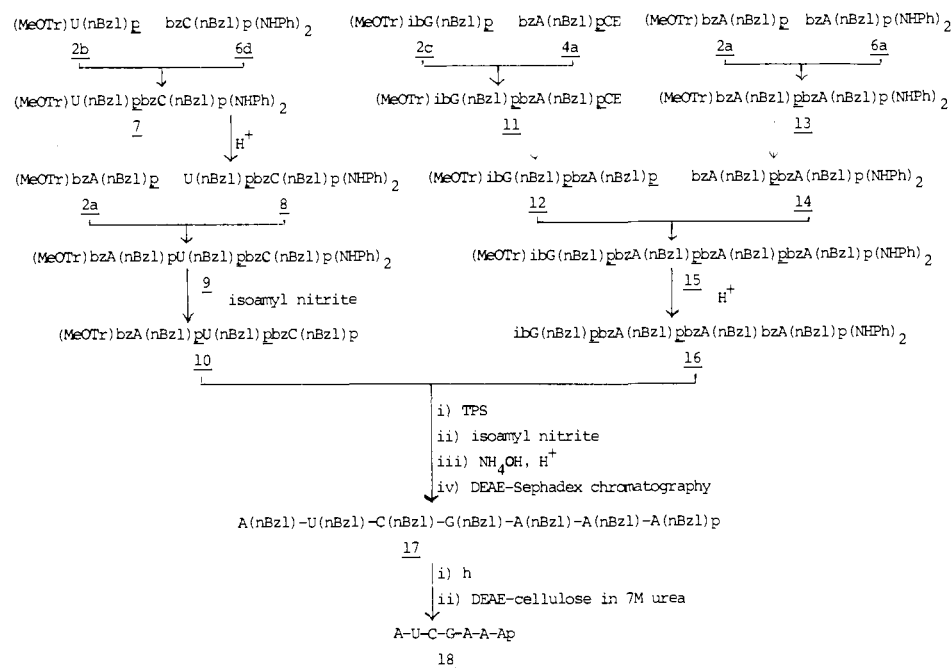 (MeOTr)U(nBzl)p bzC(nBzl)p(NHPh)2 (MeOTr)ibG(nBzl)p bzA(nBzl)pCE (MeOTr)bzA(nBzl)p bzA(nBzl)p(NHPh)2
2b 6d 2c 4a 2a 6a
(MeOTr)U(nBzl)pbzC(nBzl)p(NHPh)2 (MeOTr)ibG(nBzl)pbzA(nBzl)pCE (MeOTr)bzA(nBzl)pbzA(nBzl)p(NHPh)2
7 11 13
H+
(MeOTr)bzA(nBzl)p U(nBzl)pbzC(nBzl)p(NHPh)2 (MeOTr)ibG(nBzl)pbzA(nBzl)p bzA(nBzl)pbzA(nBzl)p(NHPh)2
2a 8 12 14
(MeOTr)bzA(nBzl)pU(nBzl)pbzC(nBzl)p(NHPh)2 (MeOTr)ibG(nBzl)pbzA(nBzl)pbzA(nBzl)pbzA(nBzl)p(NHPh)2
9 15
isoamyl nitrite H+
(MeOTr)bzA(nBzl)pU(nBzl)pbzC(nBzl)p ibG(nBzl)pbzA(nBzl)pbzA(nBzl)bzA(nBzl)p(NHPh)2
10 16
i) TPS
ii) isoamyl nitrite
iii) NH4OH, H+
iv) DEAE-Sephadex chromatography
A(nBzl)-U(nBzl)-C(nBzl)-G(nBzl)-A(nBzl)-A(nBzl)-A(nBzl)p
17
i) h
ii) DEAE-cellulose in 7M urea
A-U-C-G-A-A-Ap
18